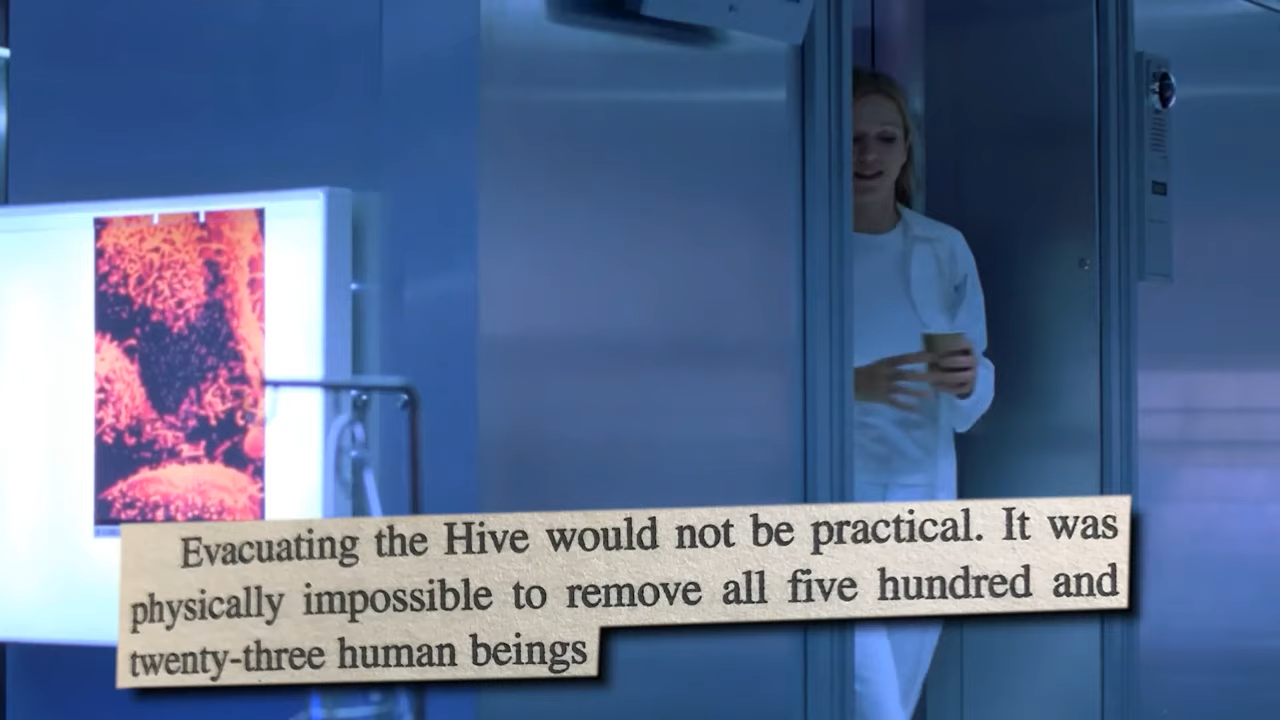 Evacuating the Hive would not be practical. It was
physically impossible to remove all five hundred and
twenty-three human beings